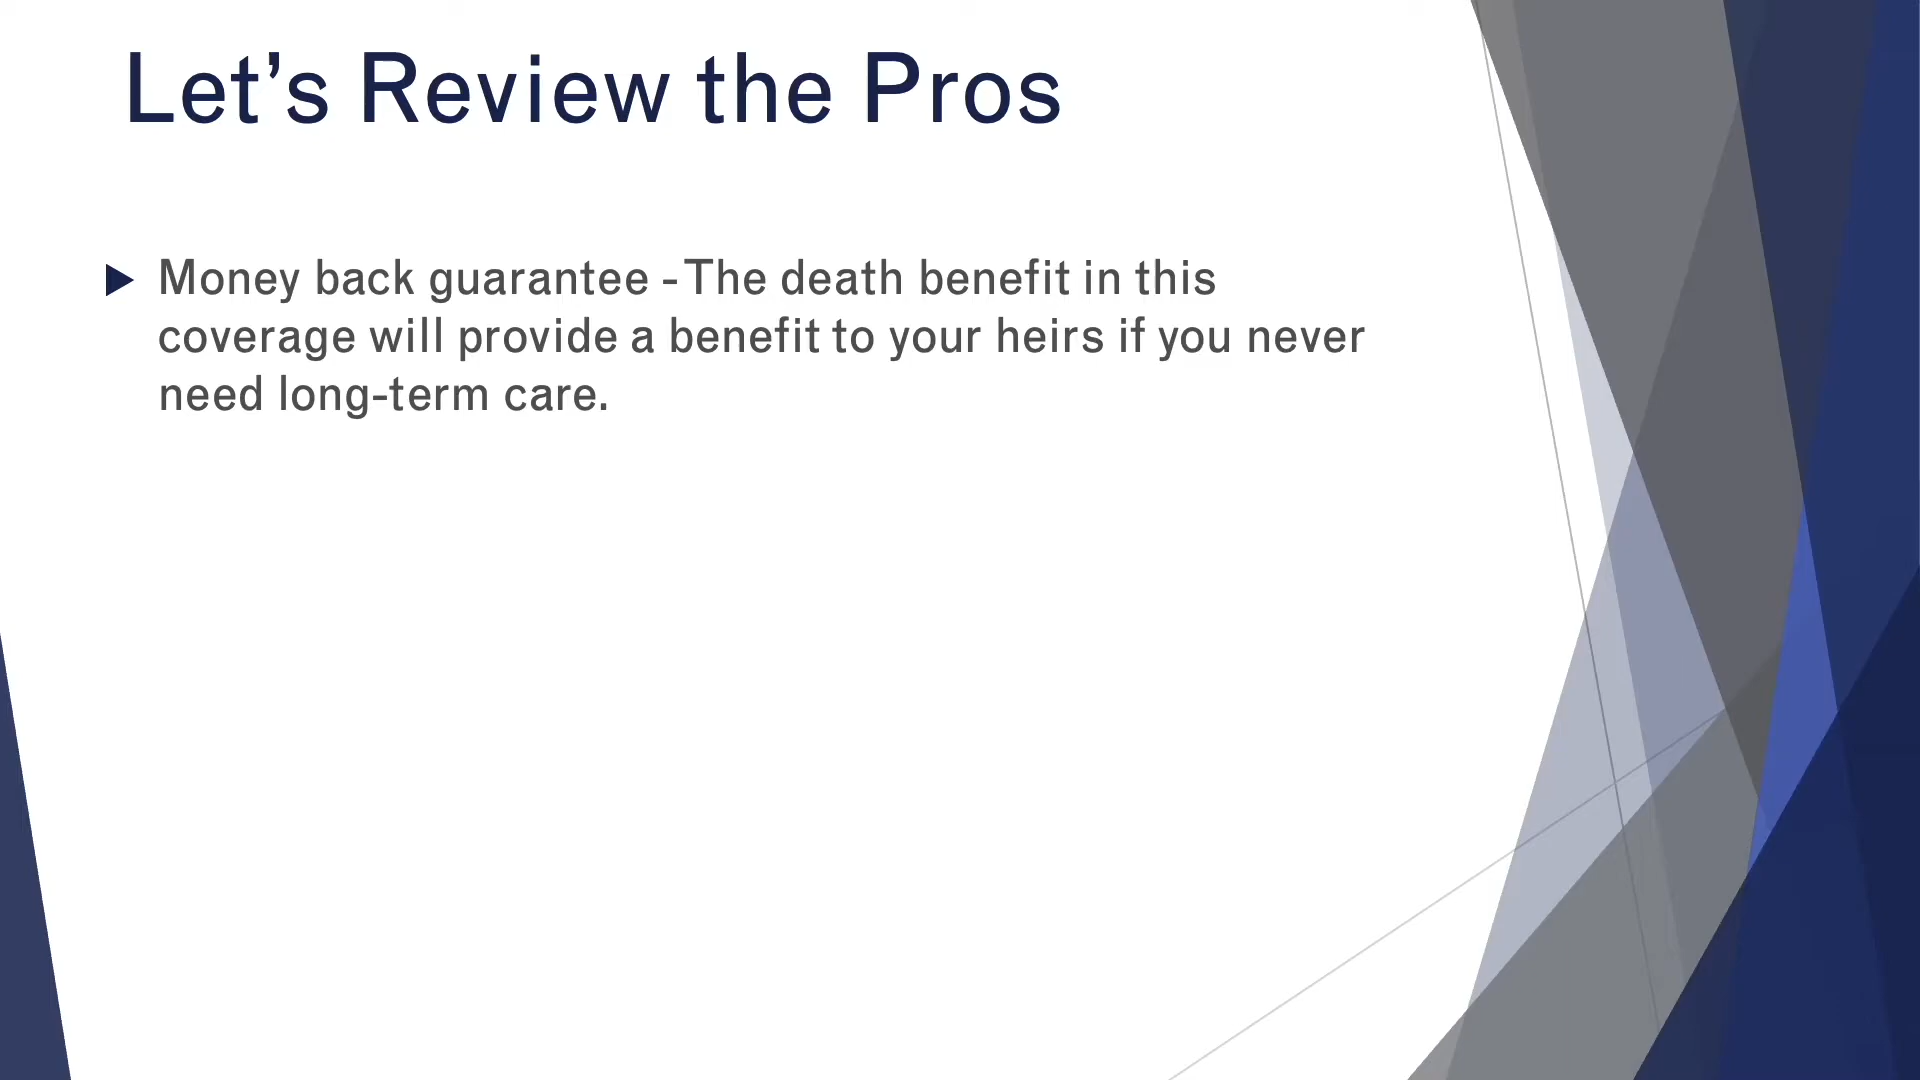 Let’s Review the Pros
Money back guarantee - The death benefit in this
coverage will provide a benefit to your heirs if you never
need long-term care.